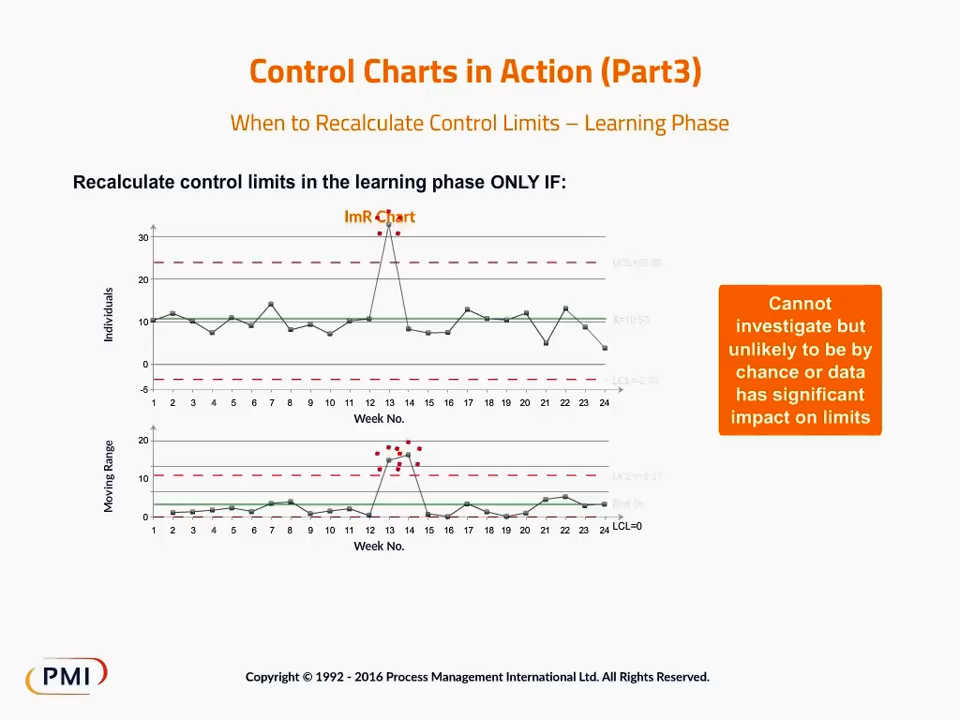 Control Charts in Action (Part3)
When to Recalculate Control Limits – Learning Phase
Recalculate control limits in the learning phase ONLY IF:
ImR Chart
Individuals
30
20
10
0
-5
1 2 3 4 5 6 7 8 9 10 11 12 13 14 15 16 17 18 19 20 21 22 23 24
Week No.
Moving Range
20
10
0
1 2 3 4 5 6 7 8 9 10 11 12 13 14 15 16 17 18 19 20 21 22 23 24
LCL=0
Week No.
Cannot
investigate but
unlikely to be by
chance or data
has significant
impact on limits
PMI
Copyright © 1992 - 2016 Process Management International Ltd. All Rights Reserved.